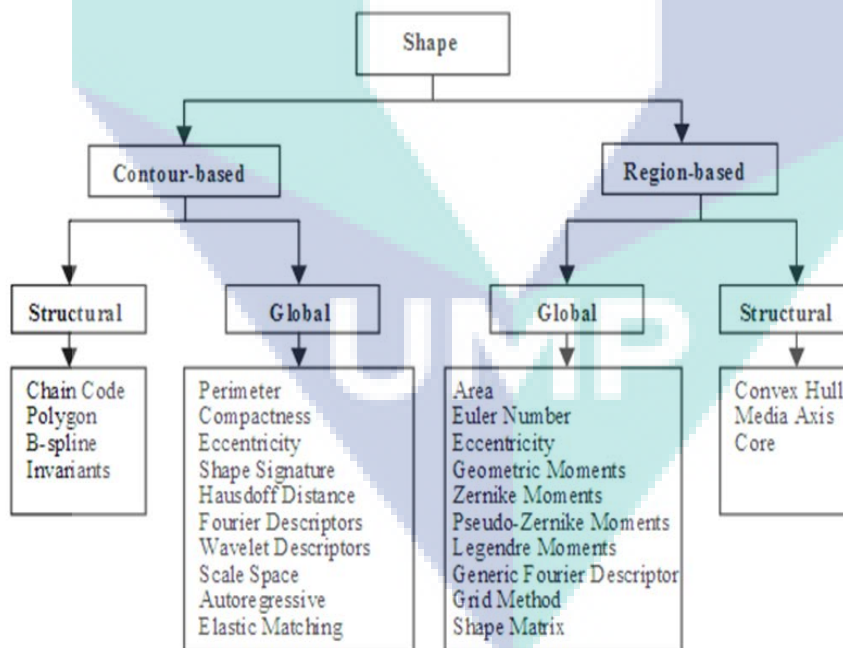 Shape
Contour-based
Region-based
Structural
Global
Global
Structural
Chain Code
Polygon
B-spline
Invariants
Perimeter
Compactness
Eccentricity
Shape Signature
Hausdoff Distance
Fourier Descriptors
Wavelet Descriptors
Scale Space
Autoregressive
Elastic Matching
Area
Euler Number
Eccentricity
Geometric Moments
Zernike Moments
Pseudo-Zernike Moments
Legendre Moments
Generic Fourier Descriptor
Grid Method
Shape Matrix
Convex Hull
Media Axis
Core
UMP